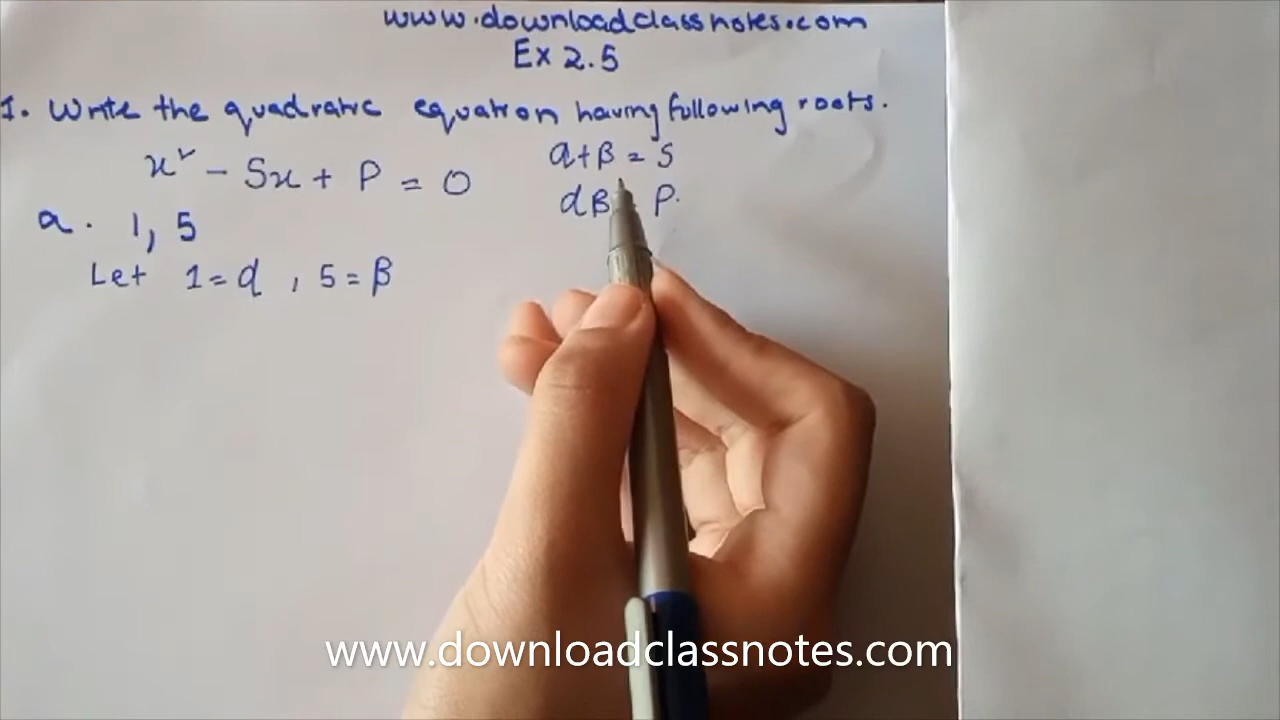 www.downloadclassnotes.com
Ex 2.5
1. Write the quadratic equation having following roots.
x² - Sx + P = 0
α+β = S
αβ = P.
a. 1, 5
Let 1=α , 5=β
www.downloadclassnotes.com